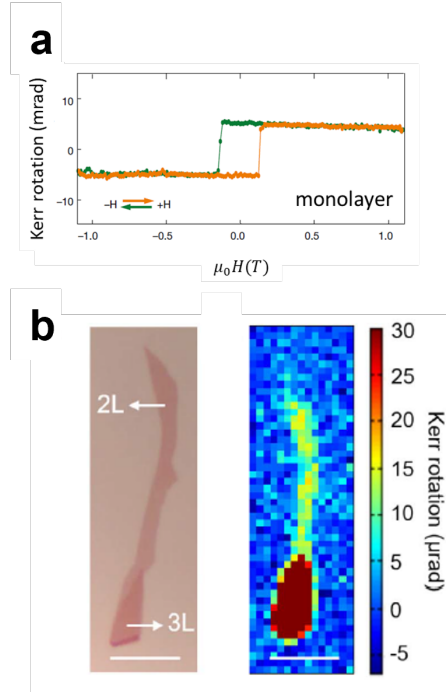 a
Kerr rotation (mrad)
10
0
−10
−H +H
monolayer
−1.0 −0.5 0.0 0.5 1.0
μ₀H(T)
b
2L
3L
30
25
20
15
10
5
0
-5
Kerr rotation (μrad)